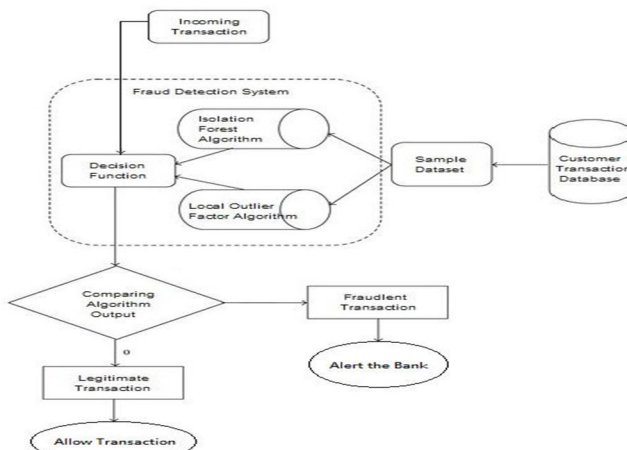 Incoming
Transaction
Fraud Detection System
Isolation
Forest
Algorithm
Decision
Function
Local Outlier
Factor Algorithm
Sample
Dataset
Customer
Transaction
Database
Comparing
Algorithm
Output
Fraudlent
Transaction
Alert the Bank
0
Legitimate
Transaction
Allow Transaction